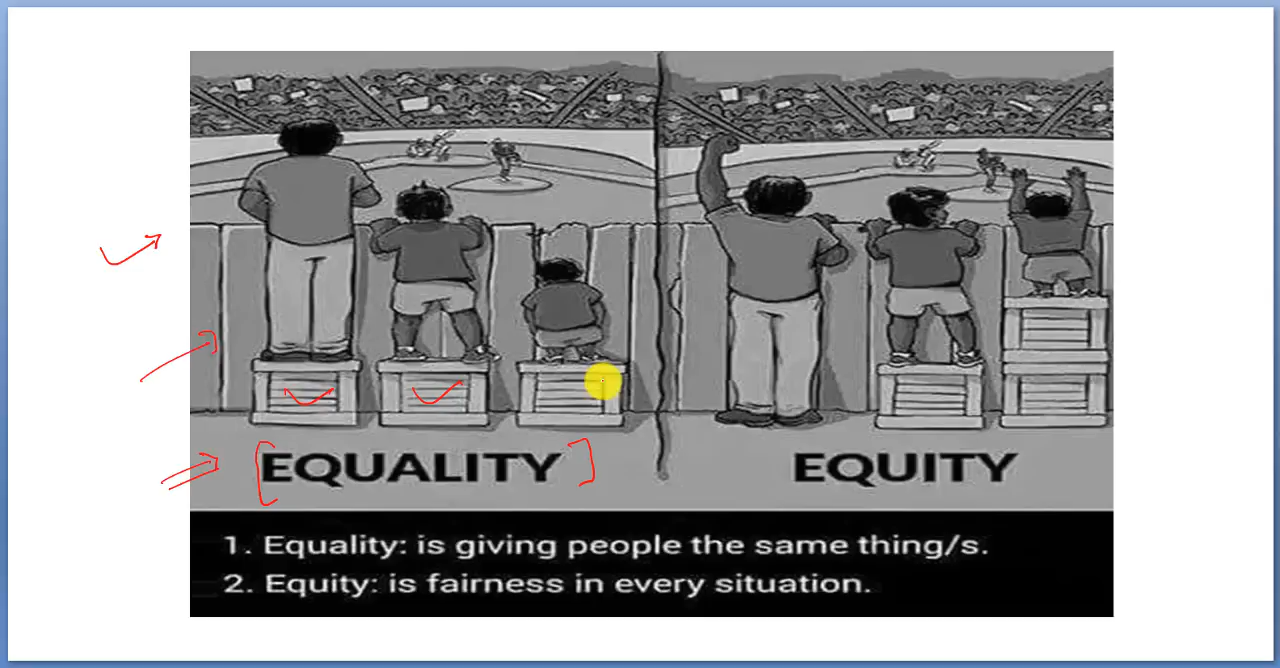 EQUALITY
EQUITY
1. Equality: is giving people the same thing/s.
2. Equity: is fairness in every situation.